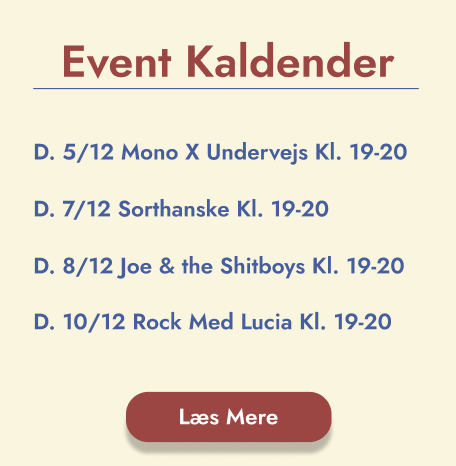 Event Kaldender
D. 5/12 Mono X Undervejs Kl. 19-20
D. 7/12 Sorthanske Kl. 19-20
D. 8/12 Joe & the Shitboys Kl. 19-20
D. 10/12 Rock Med Lucia Kl. 19-20
Læs Mere